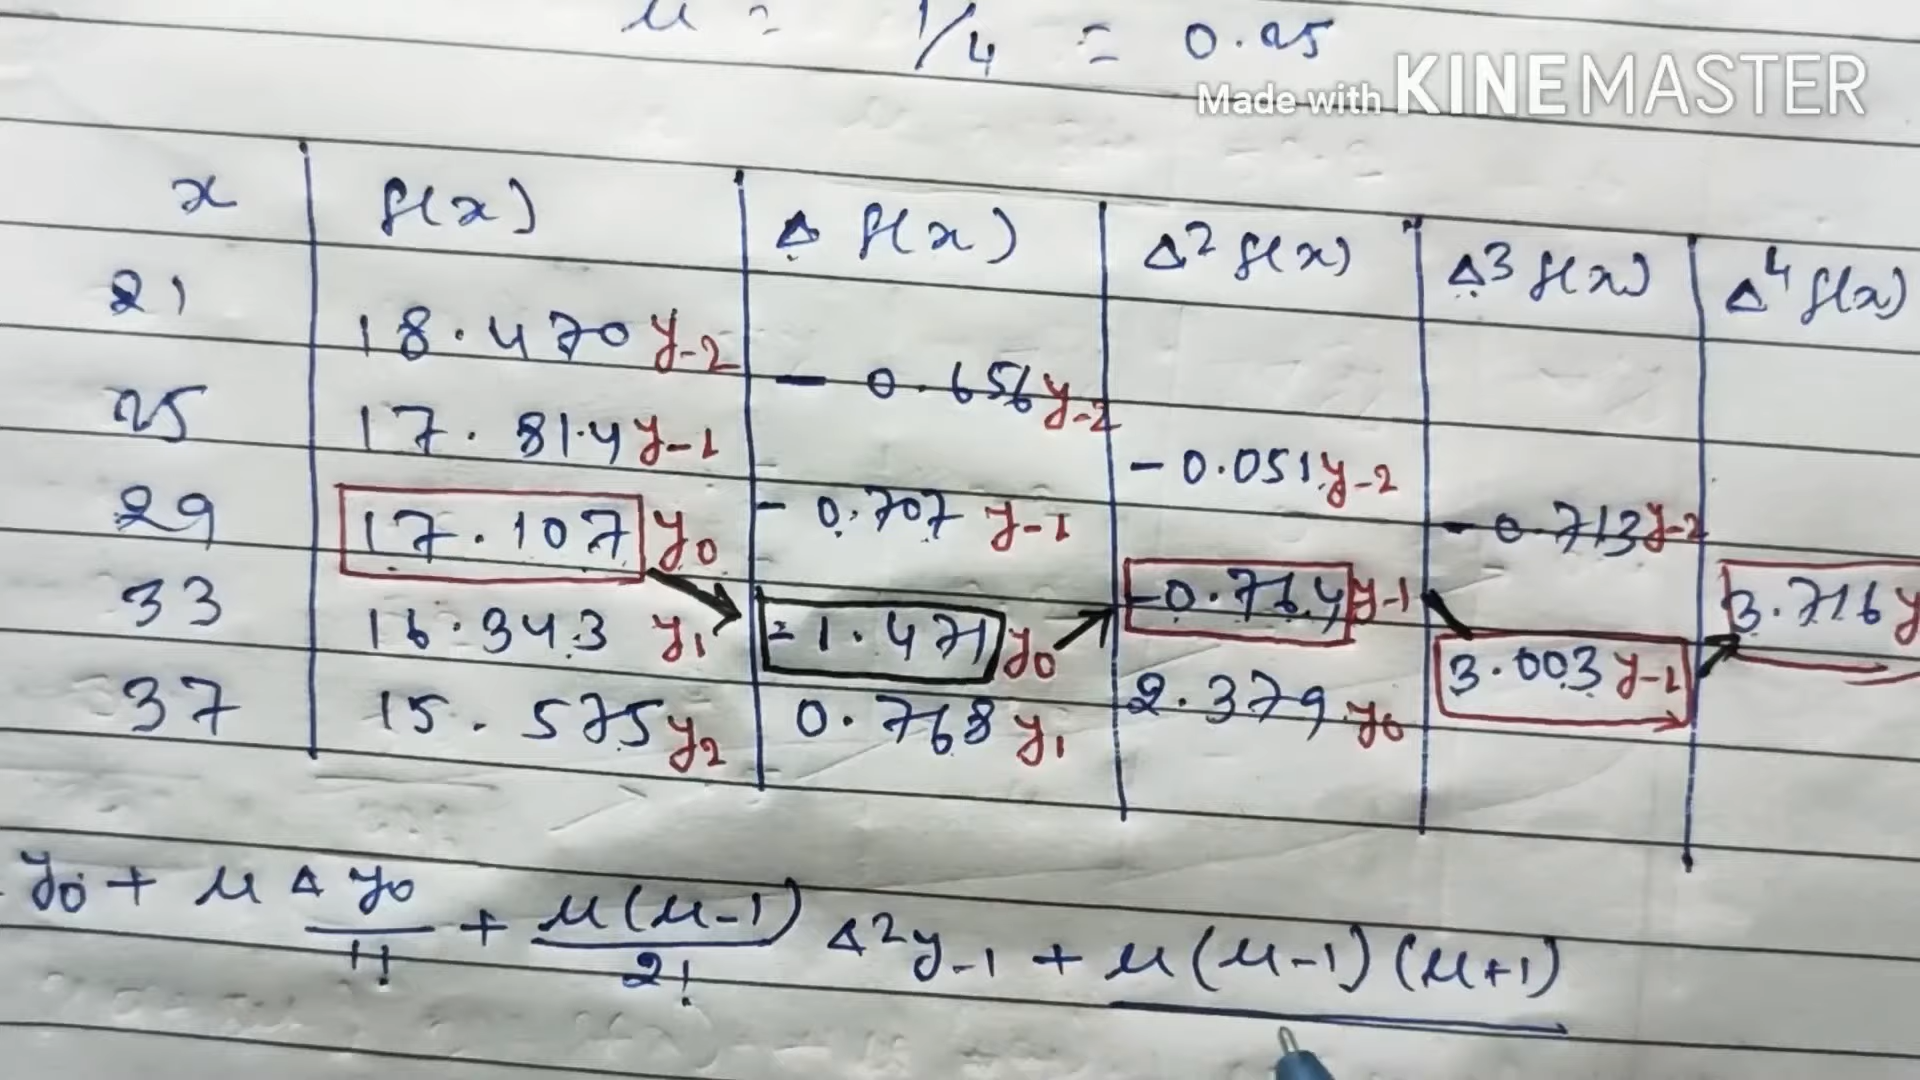 μ = 1/4 = 0.25
Made with KINEMASTER
x f(x) Δ f(x) Δ² f(x) Δ³ f(x) Δ⁴ f(x)
21
18.470 y₋₂
- 0.656 y₋₂
25
17.814 y₋₁
- 0.051 y₋₂
29
17.107 y₀
- 0.707 y₋₁
- 0.713 y₋₂
33
16.343 y₁
- 1.471 y₀
-0.764 y₋₁
3.003 y₋₁
3.716 y
37
15.575 y₂
0.768 y₁
2.379 y₀
y₀ + μ Δy₀/1! + μ(μ-1)/2! Δ²y₋₁ + μ(μ-1)(μ+1)